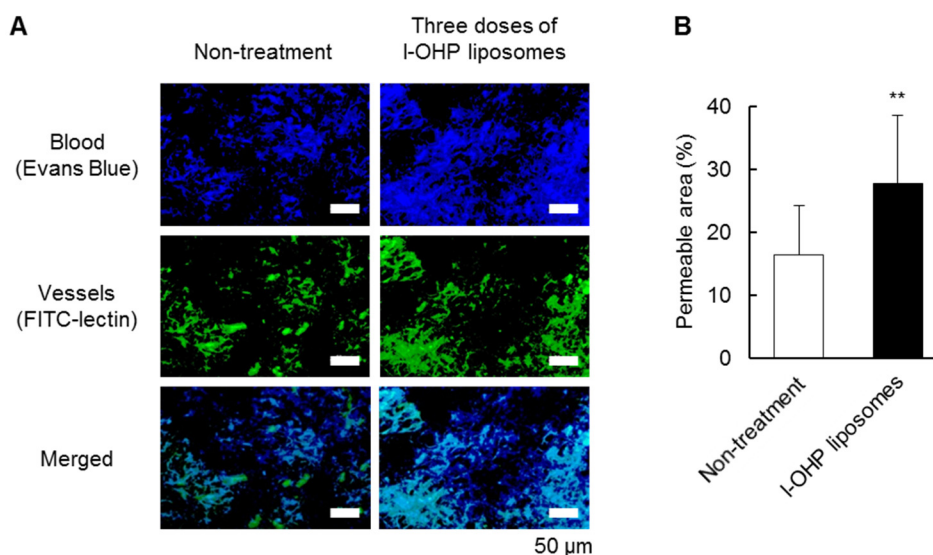 A
Non-treatment
Three doses of
l-OHP liposomes
Blood
(Evans Blue)
Vessels
(FITC-lectin)
Merged
50 μm
B
**
Permeable area (%)
40
30
20
10
0
Non-treatment
l-OHP liposomes